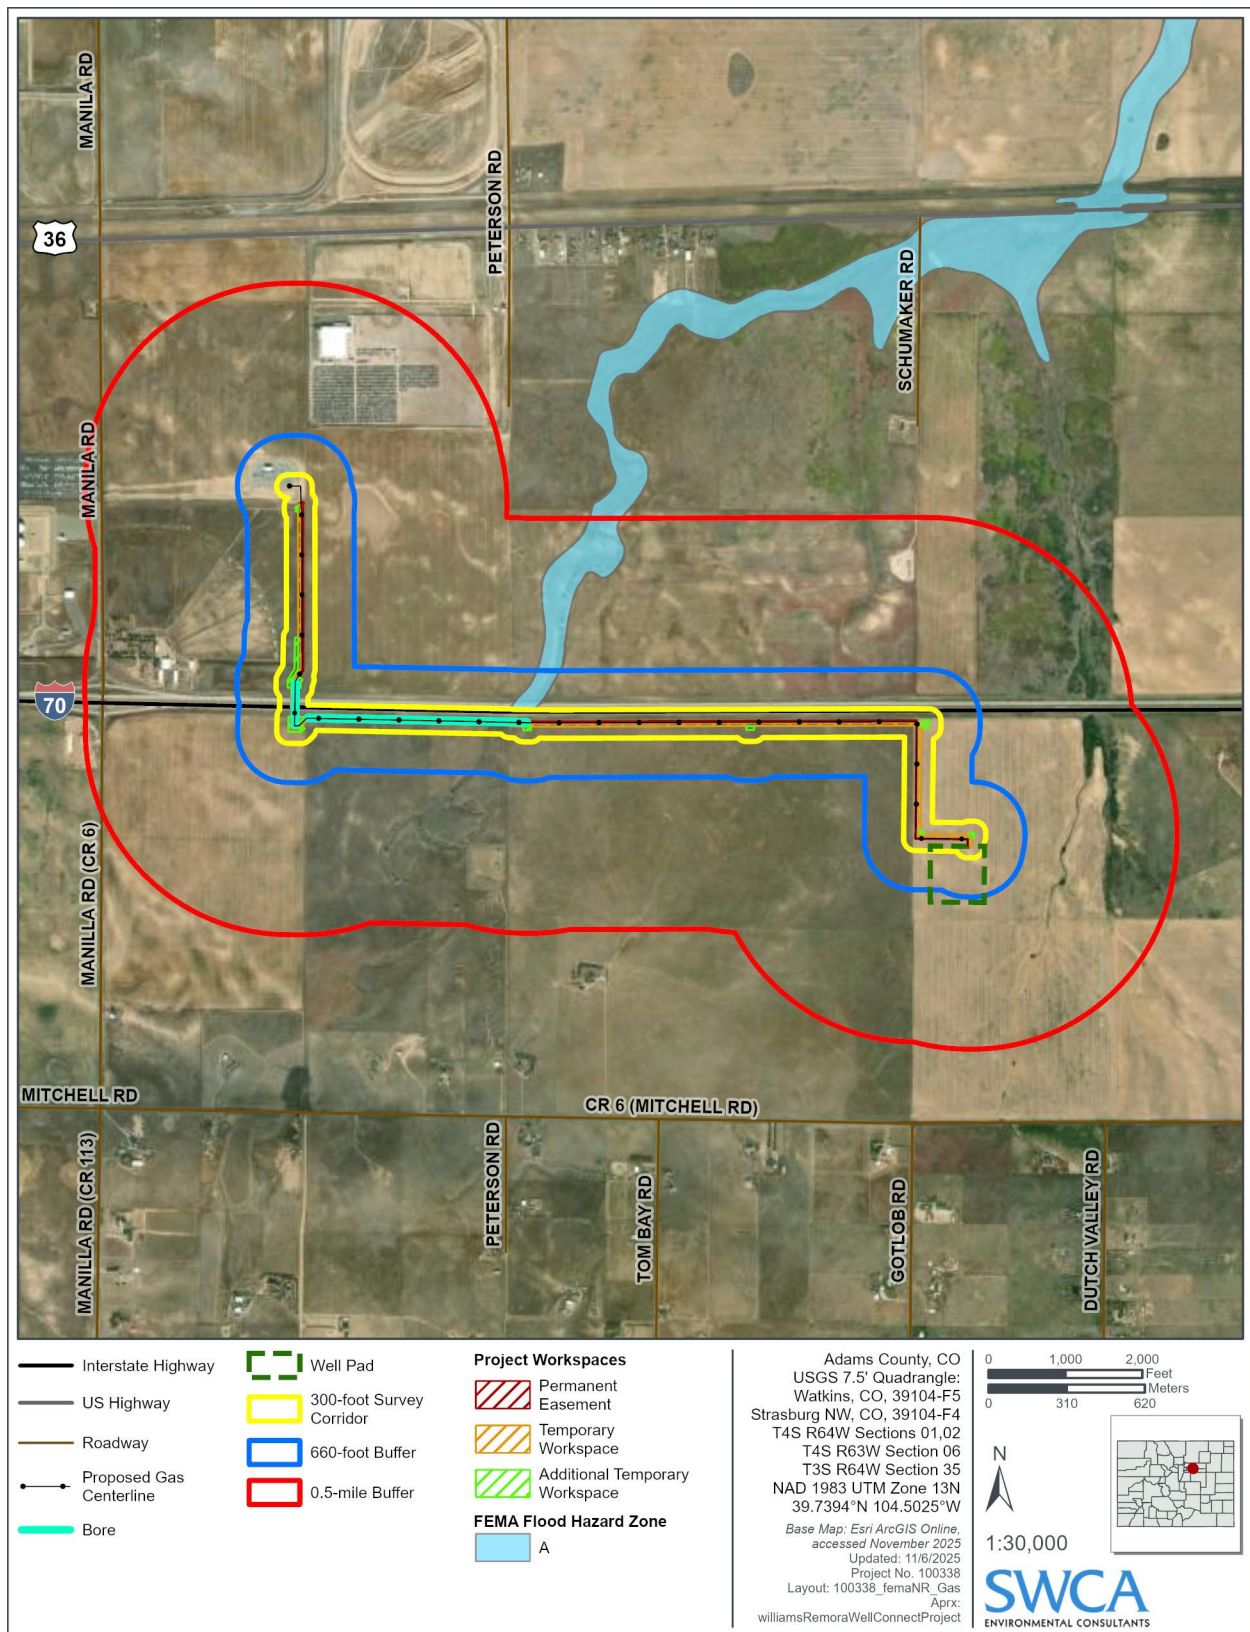 MANILA RD
PETERSON RD
36
SCHUMAKER RD
MANILA RD
70
MANILLA RD (CR 6)
MITCHELL RD
CR 6 (MITCHELL RD)
MANILLA RD (CR 113)
PETERSON RD
TOM BAY RD
GOTLOB RD
DUTCH VALLEY RD
Interstate Highway
US Highway
Roadway
Proposed Gas
Centerline
Bore
Well Pad
300-foot Survey
Corridor
660-foot Buffer
0.5-mile Buffer
Project Workspaces
Permanent
Easement
Temporary
Workspace
Additional Temporary
Workspace
FEMA Flood Hazard Zone
A
Adams County, CO
USGS 7.5' Quadrangle:
Watkins, CO, 39104-F5
Strasburg NW, CO, 39104-F4
T4S R64W Sections 01,02
T4S R63W Section 06
T3S R64W Section 35
NAD 1983 UTM Zone 13N
39.7394°N 104.5025°W
Base Map: Esri ArcGIS Online,
accessed November 2025
Updated: 11/6/2025
Project No. 100338
Layout: 100338_femaNR_Gas
Aprx:
williamsRemoraWellConnectProject
0 1,000 2,000
Feet
Meters
0 310 620
N
1:30,000
SWCA
ENVIRONMENTAL CONSULTANTS